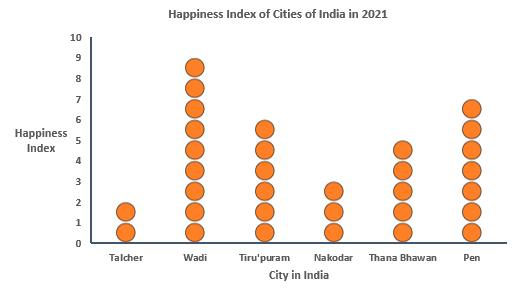 Happiness Index of Cities of India in 2021
10
9
8
7
6
5
4
3
2
1
0
Happiness
Index
Talcher Wadi Tiru'puram Nakodar Thana Bhawan Pen
City in India